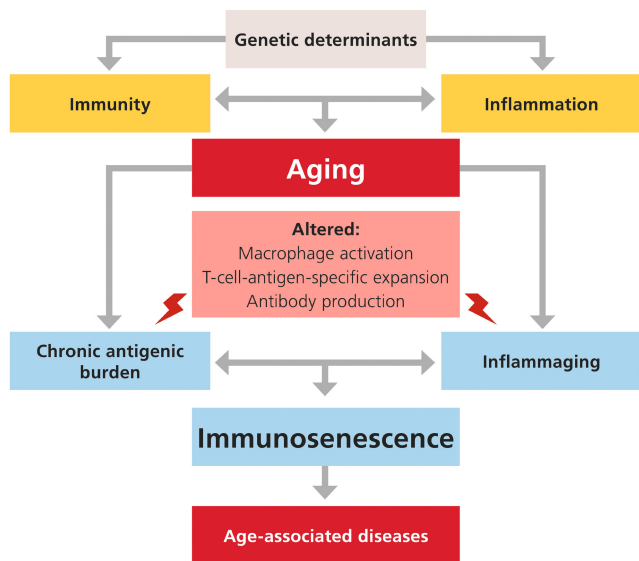 Genetic determinants
Immunity
Inflammation
Aging
Altered:
Macrophage activation
T-cell-antigen-specific expansion
Antibody production
Chronic antigenic
burden
Inflammaging
Immunosenescence
Age-associated diseases